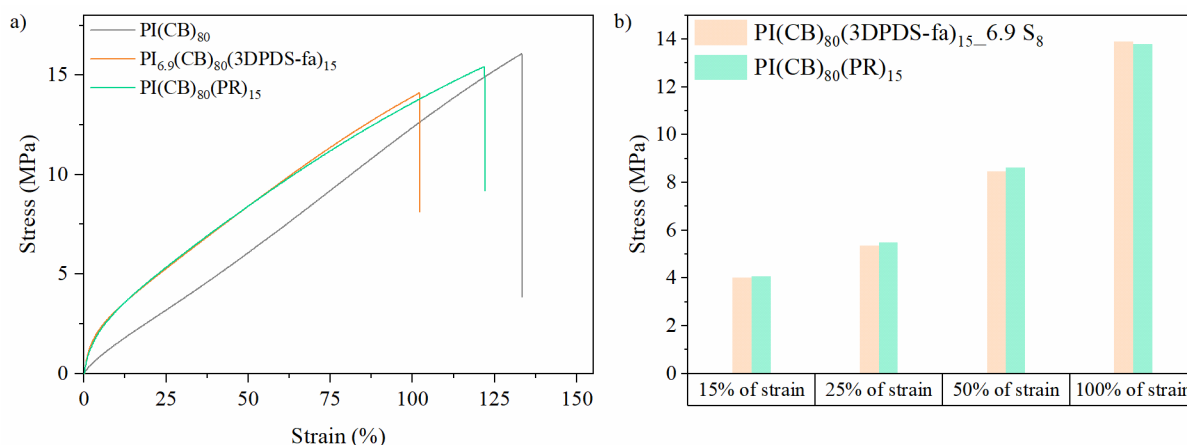 a)
PI(CB)₈₀
PI₆.₉(CB)₈₀(3DPDS-fa)₁₅
PI(CB)₈₀(PR)₁₅
Stress (MPa)
15
10
5
0
0 25 50 75 100 125 150
Strain (%)
b)
PI(CB)₈₀(3DPDS-fa)₁₅_6.9 S₈
PI(CB)₈₀(PR)₁₅
Stress (MPa)
14
12
10
8
6
4
2
0
15% of strain 25% of strain 50% of strain 100% of strain